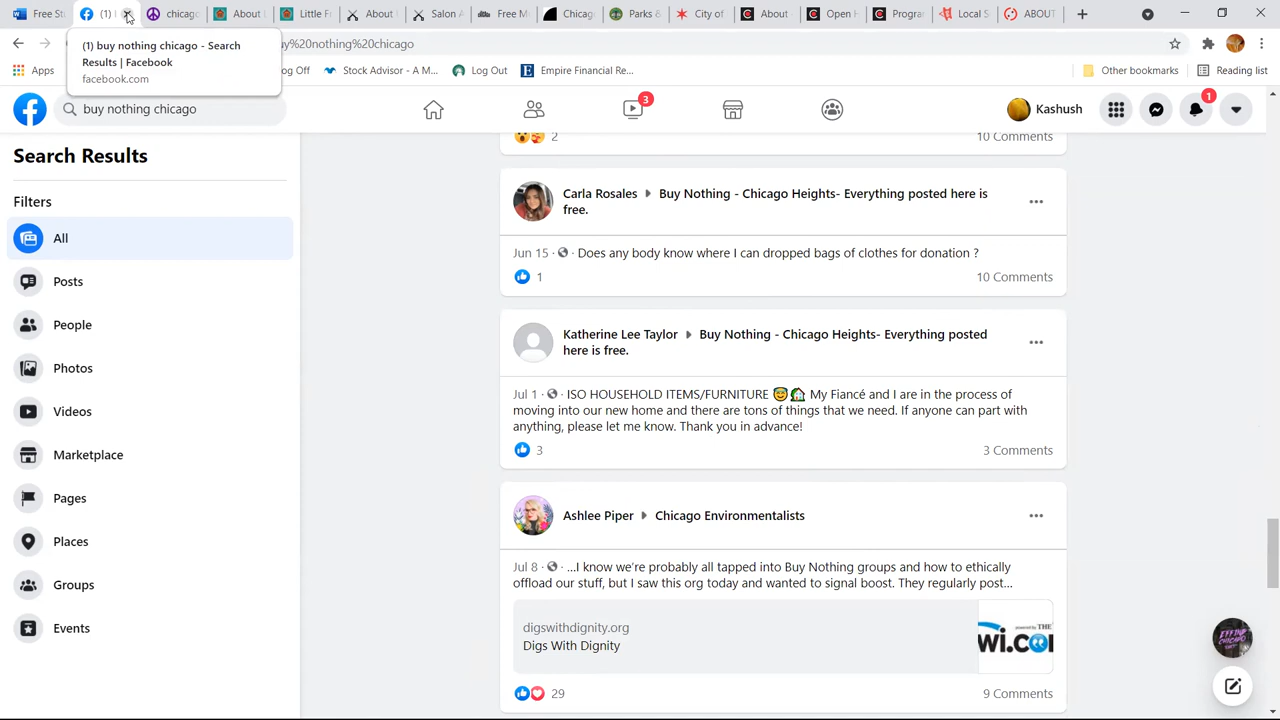 Free St
(1)
chicago
About
Little Fr
About
Salon A
Free M
Chicag
Parks &
City of
About
Open H
Progra
Local S
ABOUT
(1) buy nothing chicago - Search
Results | Facebook
facebook.com
uy%20nothing%20chicago
Apps
og Off
Stock Advisor - A M...
Log Out
Empire Financial Re...
Other bookmarks
Reading list
buy nothing chicago
3
Kashush
1
Search Results
Filters
All
Posts
People
Photos
Videos
Marketplace
Pages
Places
Groups
Events
2
10 Comments
Carla Rosales Buy Nothing - Chicago Heights- Everything posted here is
free.
Jun 15 · Does any body know where I can dropped bags of clothes for donation ?
1
10 Comments
Katherine Lee Taylor Buy Nothing - Chicago Heights- Everything posted
here is free.
Jul 1 · ISO HOUSEHOLD ITEMS/FURNITURE 😇🏡 My Fiancé and I are in the process of
moving into our new home and there are tons of things that we need. If anyone can part with
anything, please let me know. Thank you in advance!
3
3 Comments
Ashlee Piper Chicago Environmentalists
Jul 8 · ...I know we're probably all tapped into Buy Nothing groups and how to ethically
offload our stuff, but I saw this org today and wanted to signal boost. They regularly post...
digswithdignity.org
Digs With Dignity
powered by THE
wi.co
29
9 Comments